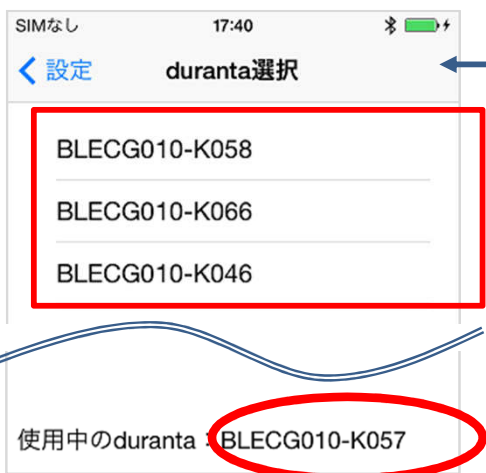 SIMなし 17:40
設定 duranta選択
BLECG010-K058
BLECG010-K066
BLECG010-K046
使用中のduranta：BLECG010-K057